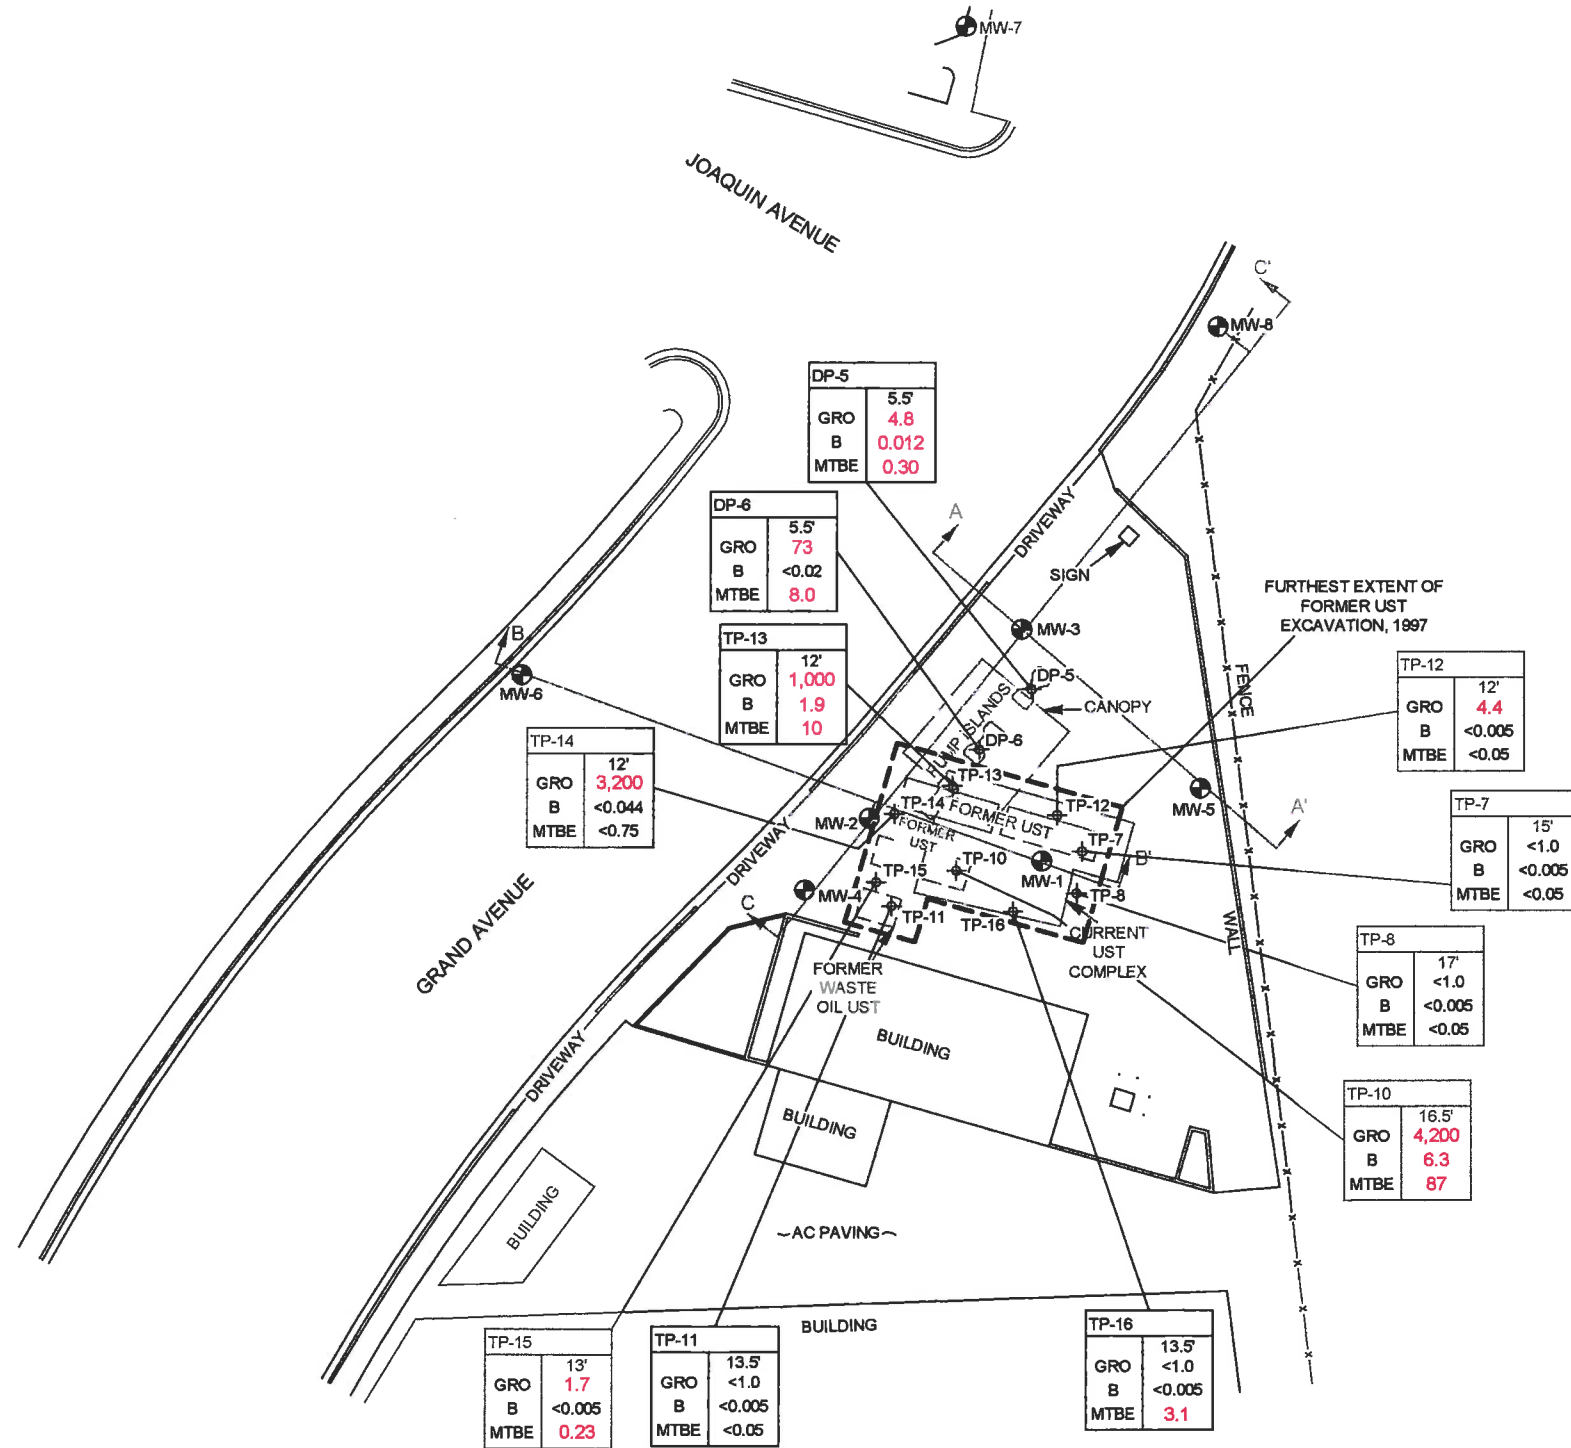 MW-7
JOAQUIN AVENUE
C'
MW-8
DP-5
5.5'
GRO 4.8
B 0.012
MTBE 0.30
A
DRIVEWAY
DP-6
5.5'
GRO 73
B <0.02
MTBE 8.0
SIGN
FURTHEST EXTENT OF
FORMER UST
EXCAVATION, 1997
B
MW-6
TP-13
12'
GRO 1,000
B 1.9
MTBE 10
MW-3
DP-5
CANOPY
PUMP ISLANDS
DP-6
FENCE
TP-12
12'
GRO 4.4
B <0.005
MTBE <0.05
TP-14
12'
GRO 3,200
B <0.044
MTBE <0.75
TP-13
TP-14
FORMER UST
TP-12
MW-5
A'
MW-2
FORMER
UST
TP-7
B'
TP-7
15'
GRO <1.0
B <0.005
MTBE <0.05
DRIVEWAY
TP-10
MW-1
TP-15
MW-4
TP-8
C
TP-11
TP-16
WALL
GRAND AVENUE
CURRENT
UST
COMPLEX
FORMER
WASTE
OIL UST
TP-8
17'
GRO <1.0
B <0.005
MTBE <0.05
DRIVEWAY
BUILDING
BUILDING
TP-10
16.5'
GRO 4,200
B 6.3
MTBE 87
BUILDING
AC PAVING
BUILDING
TP-15
13'
GRO 1.7
B <0.005
MTBE 0.23
TP-11
13.5'
GRO <1.0
B <0.005
MTBE <0.05
TP-16
13.5'
GRO <1.0
B <0.005
MTBE 3.1